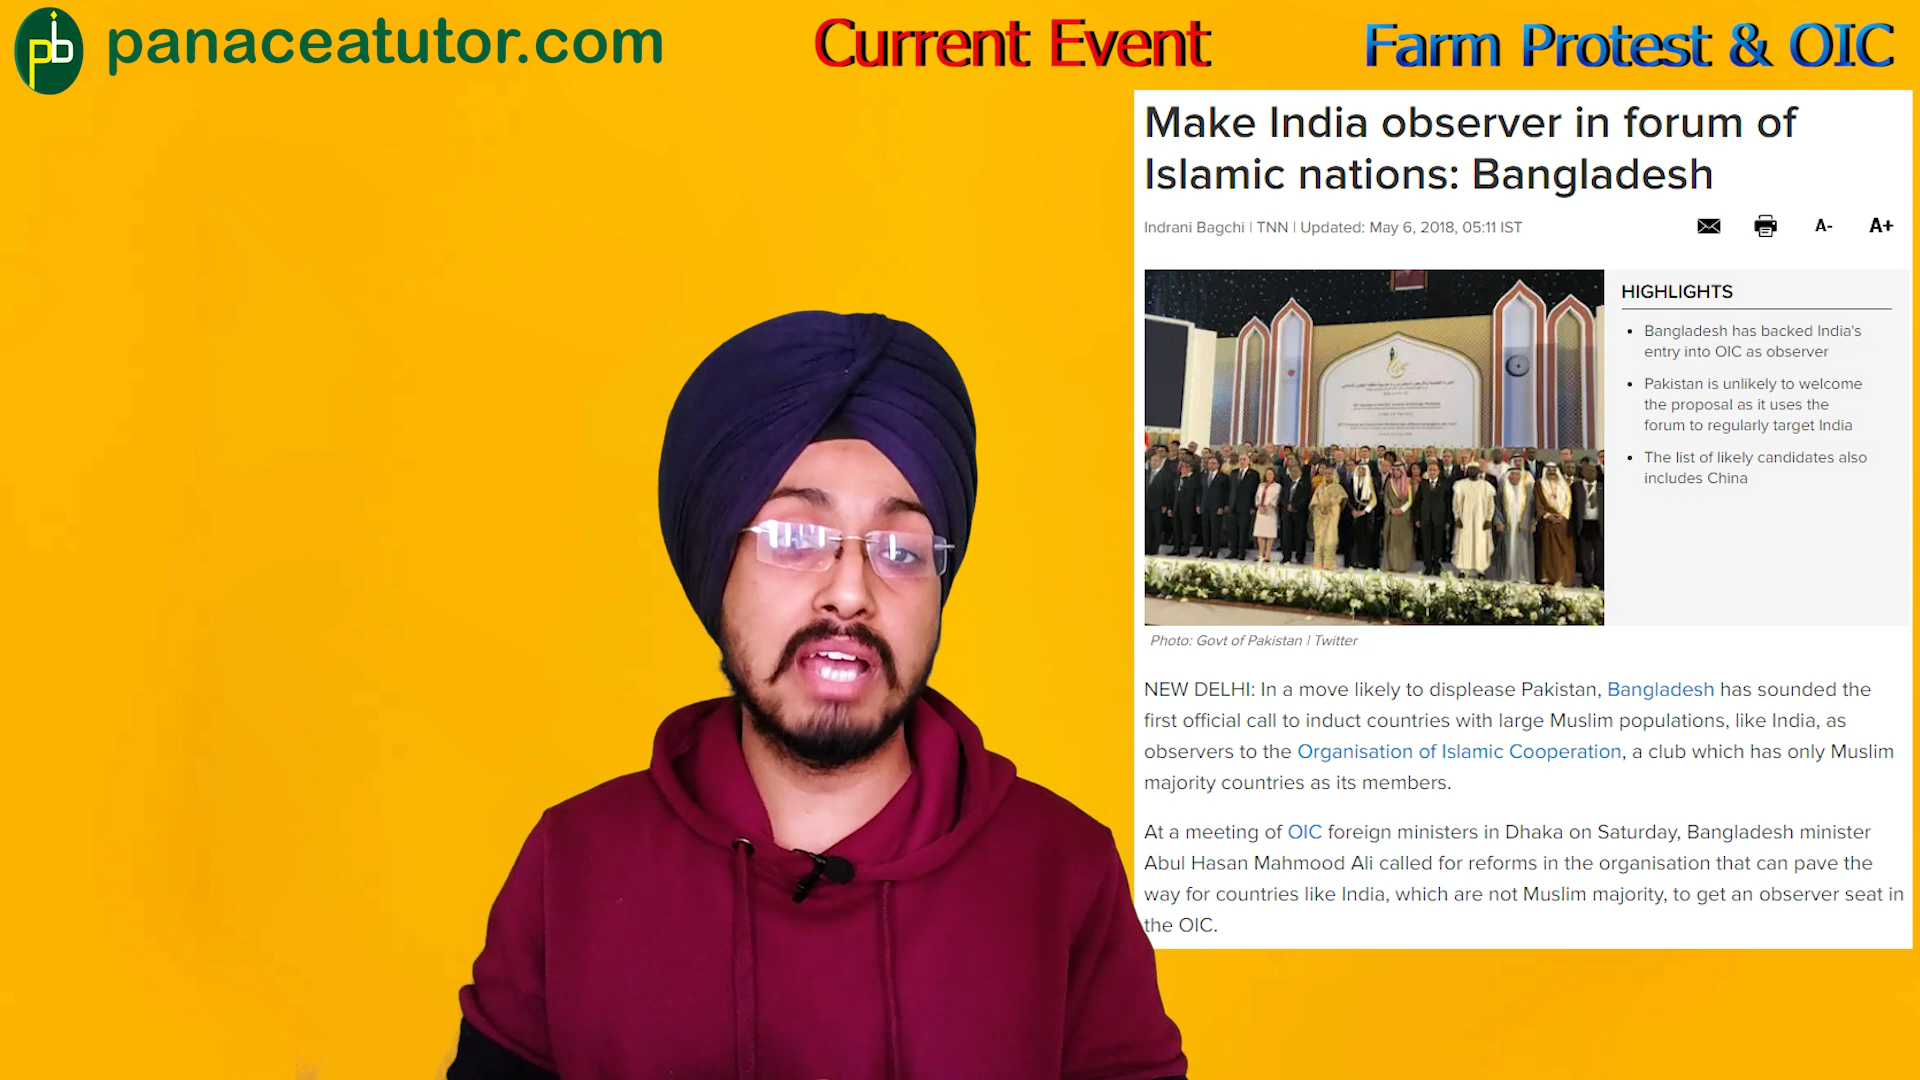 pb panaceatutor.com
Current Event
Farm Protest & OIC
Make India observer in forum of
Islamic nations: Bangladesh
Indrani Bagchi | TNN | Updated: May 6, 2018, 05:11 IST
A- A+
HIGHLIGHTS
• Bangladesh has backed India's
entry into OIC as observer
• Pakistan is unlikely to welcome
the proposal as it uses the
forum to regularly target India
• The list of likely candidates also
includes China
Photo: Govt of Pakistan | Twitter
NEW DELHI: In a move likely to displease Pakistan, Bangladesh has sounded the
first official call to induct countries with large Muslim populations, like India, as
observers to the Organisation of Islamic Cooperation, a club which has only Muslim
majority countries as its members.
At a meeting of OIC foreign ministers in Dhaka on Saturday, Bangladesh minister
Abul Hasan Mahmood Ali called for reforms in the organisation that can pave the
way for countries like India, which are not Muslim majority, to get an observer seat in
the OIC.